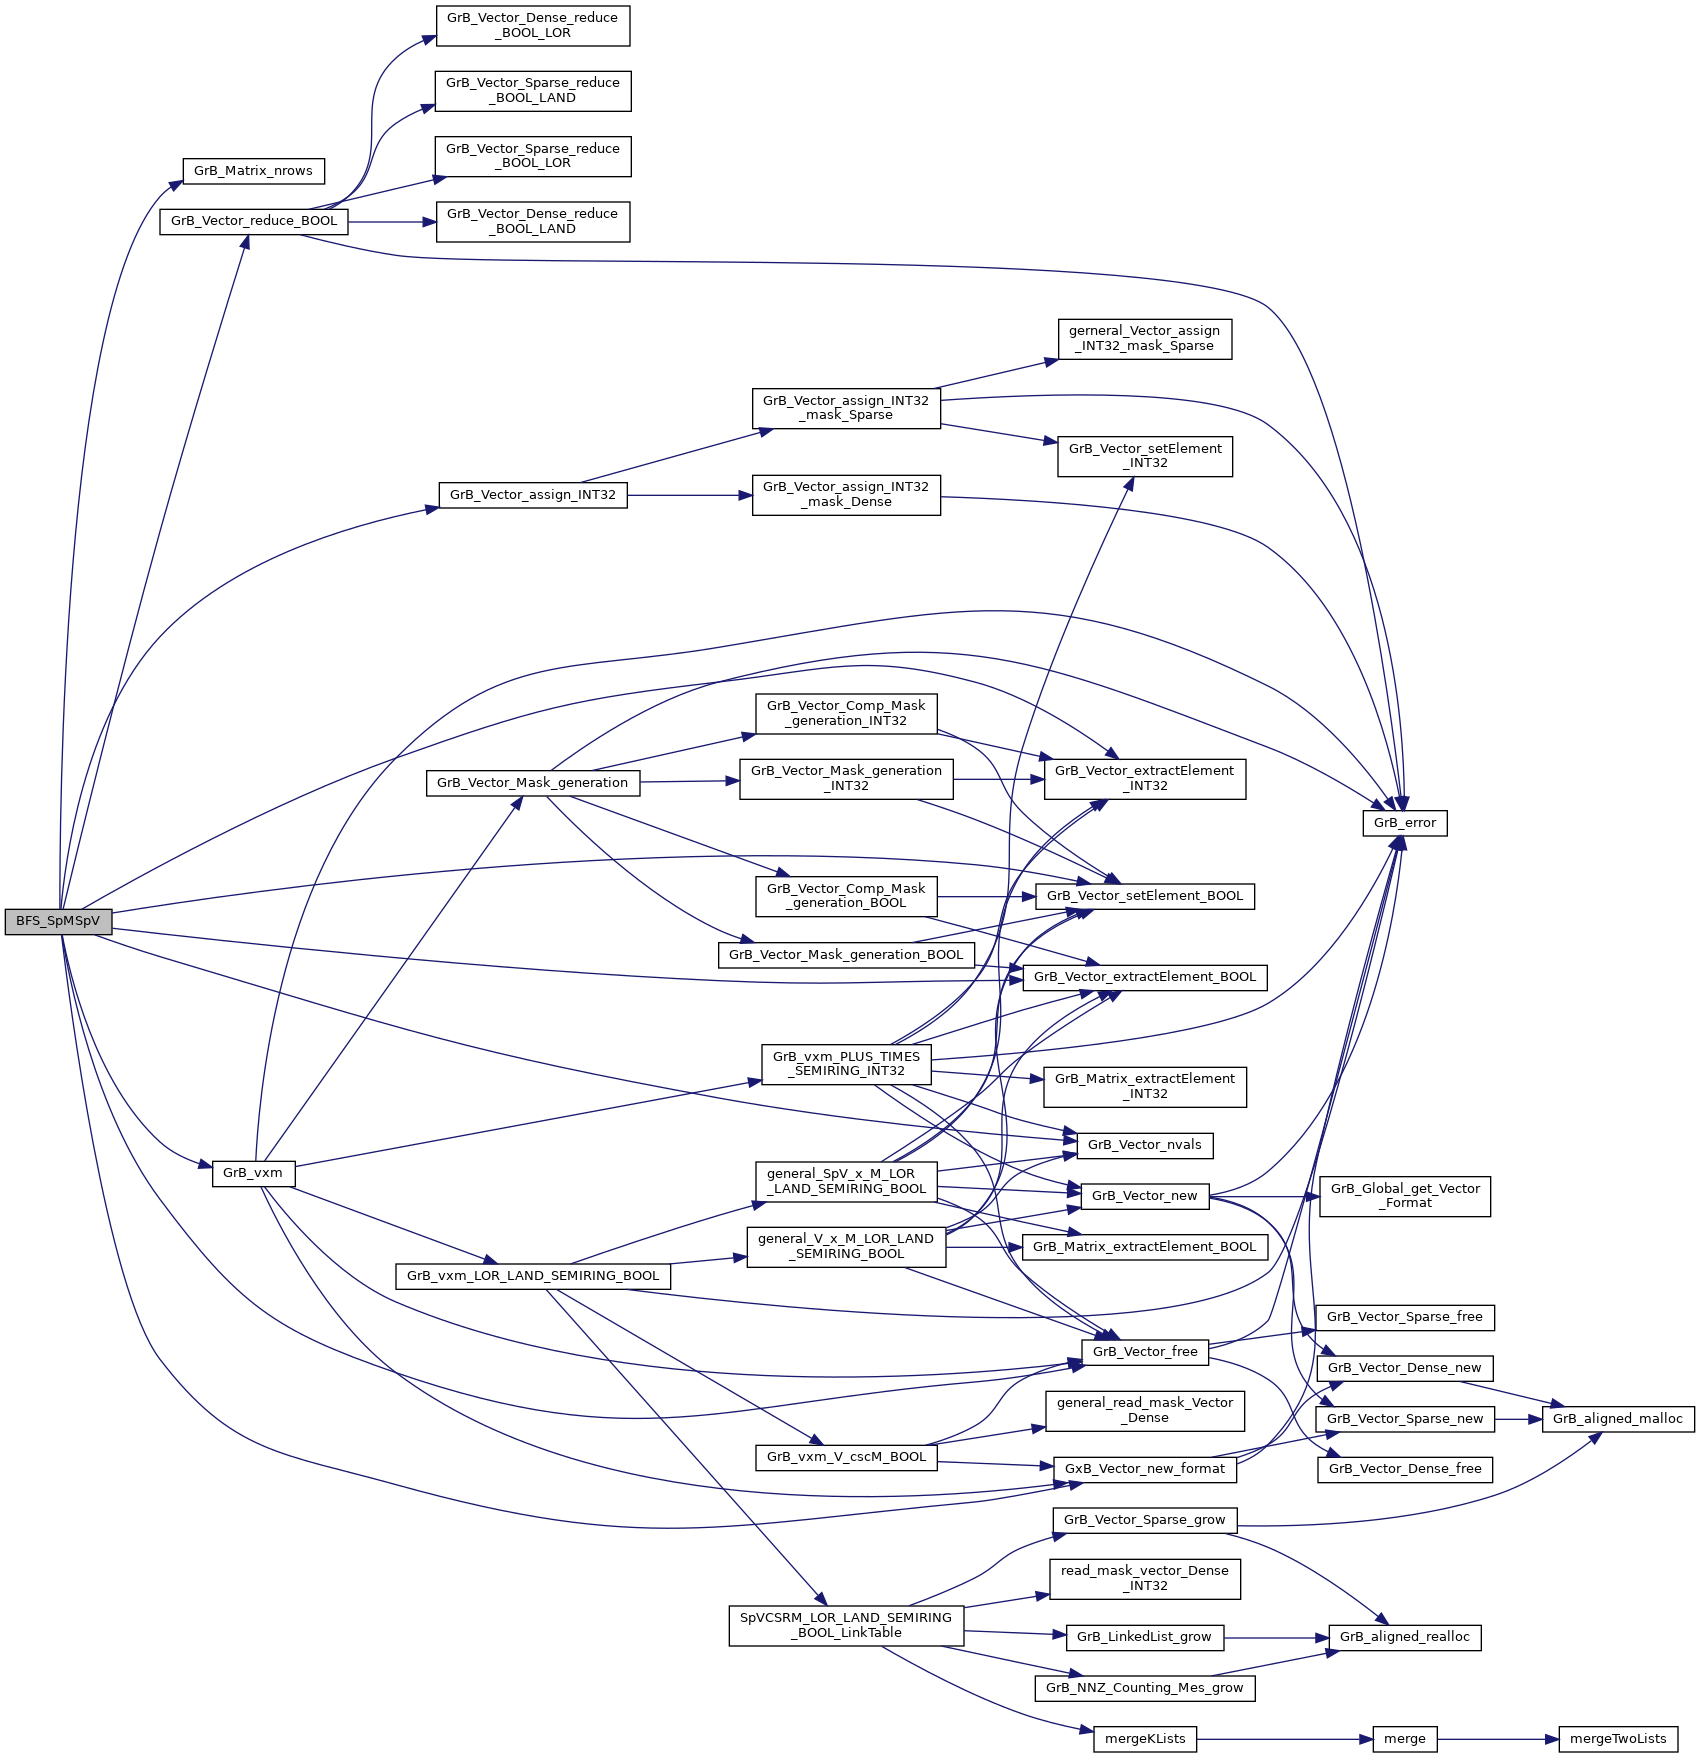 GrB_Vector_Dense_reduce
_BOOL_LOR
GrB_Vector_Sparse_reduce
_BOOL_LAND
GrB_Vector_Sparse_reduce
_BOOL_LOR
GrB_Matrix_nrows
GrB_Vector_reduce_BOOL
GrB_Vector_Dense_reduce
_BOOL_LAND
gerneral_Vector_assign
_INT32_mask_Sparse
GrB_Vector_assign_INT32
_mask_Sparse
GrB_Vector_setElement
_INT32
GrB_Vector_assign_INT32
GrB_Vector_assign_INT32
_mask_Dense
GrB_Vector_Comp_Mask
_generation_INT32
GrB_Vector_Mask_generation
GrB_Vector_Mask_generation
_INT32
GrB_Vector_extractElement
_INT32
GrB_error
GrB_Vector_Comp_Mask
_generation_BOOL
GrB_Vector_setElement_BOOL
BFS_SpMSpV
GrB_Vector_Mask_generation_BOOL
GrB_Vector_extractElement_BOOL
GrB_vxm_PLUS_TIMES
_SEMIRING_INT32
GrB_Matrix_extractElement
_INT32
GrB_Vector_nvals
GrB_vxm
general_SpV_x_M_LOR
_LAND_SEMIRING_BOOL
GrB_Vector_new
GrB_Global_get_Vector
_Format
general_V_x_M_LOR_LAND
_SEMIRING_BOOL
GrB_Matrix_extractElement_BOOL
GrB_vxm_LOR_LAND_SEMIRING_BOOL
GrB_Vector_Sparse_free
GrB_Vector_free
GrB_Vector_Dense_new
general_read_mask_Vector
_Dense
GrB_Vector_Sparse_new
GrB_aligned_malloc
GrB_vxm_V_cscM_BOOL
GxB_Vector_new_format
GrB_Vector_Dense_free
GrB_Vector_Sparse_grow
read_mask_vector_Dense
_INT32
SpVCSRM_LOR_LAND_SEMIRING
_BOOL_LinkTable
GrB_LinkedList_grow
GrB_aligned_realloc
GrB_NNZ_Counting_Mes_grow
mergeKLists
merge
mergeTwoLists